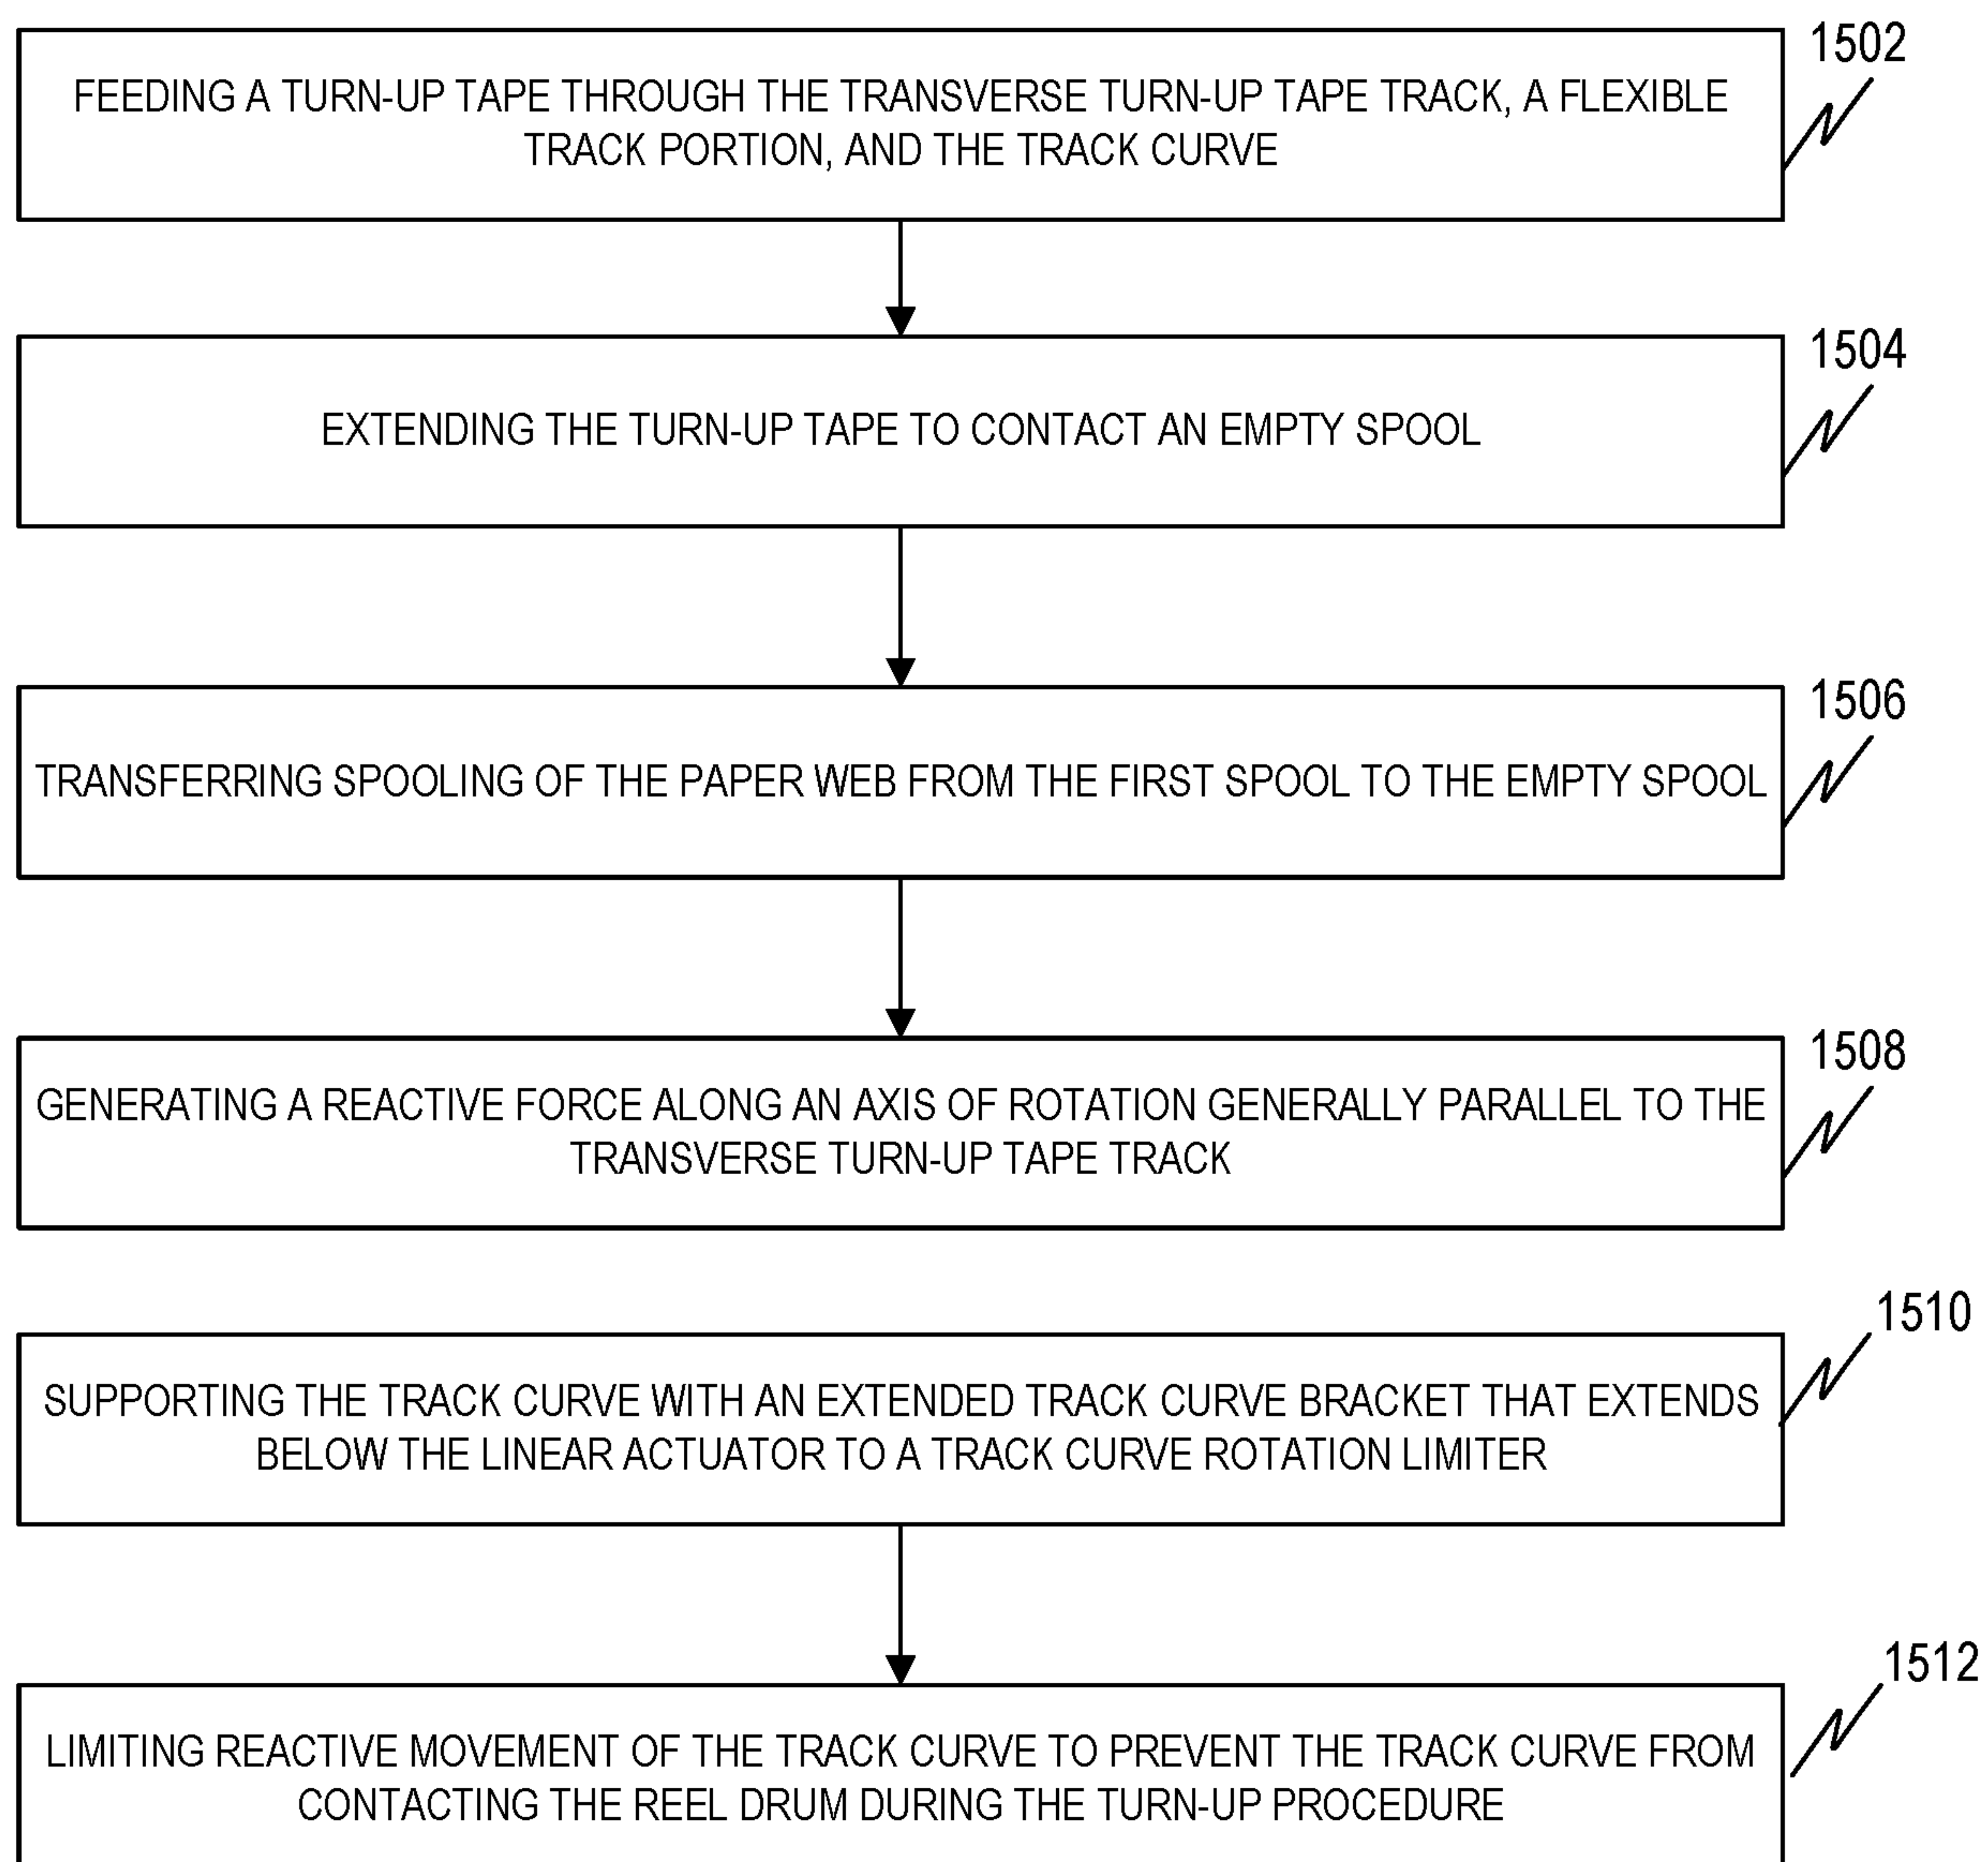 1502
FEEDING A TURN-UP TAPE THROUGH THE TRANSVERSE TURN-UP TAPE TRACK, A FLEXIBLE
TRACK PORTION, AND THE TRACK CURVE
1504
EXTENDING THE TURN-UP TAPE TO CONTACT AN EMPTY SPOOL
1506
TRANSFERRING SPOOLING OF THE PAPER WEB FROM THE FIRST SPOOL TO THE EMPTY SPOOL
1508
GENERATING A REACTIVE FORCE ALONG AN AXIS OF ROTATION GENERALLY PARALLEL TO THE
TRANSVERSE TURN-UP TAPE TRACK
1510
SUPPORTING THE TRACK CURVE WITH AN EXTENDED TRACK CURVE BRACKET THAT EXTENDS
BELOW THE LINEAR ACTUATOR TO A TRACK CURVE ROTATION LIMITER
1512
LIMITING REACTIVE MOVEMENT OF THE TRACK CURVE TO PREVENT THE TRACK CURVE FROM
CONTACTING THE REEL DRUM DURING THE TURN-UP PROCEDURE